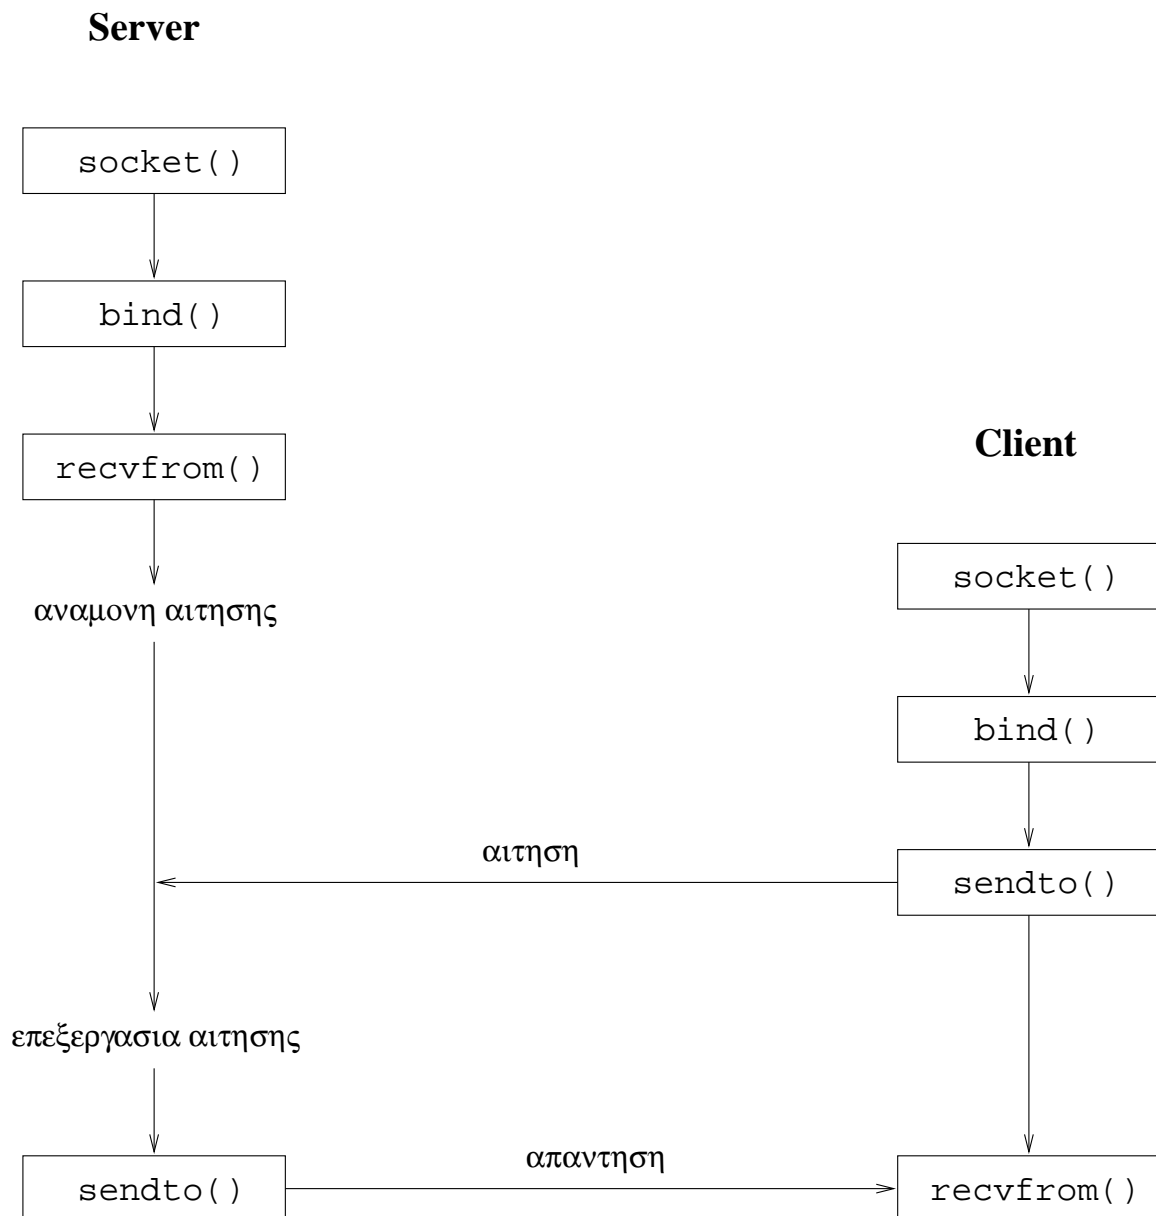 Server
socket()
bind()
recvfrom()
αναμονη αιτησης
Client
socket()
bind()
αιτηση
sendto()
επεξεργασια αιτησης
sendto()
απαντηση
recvfrom()